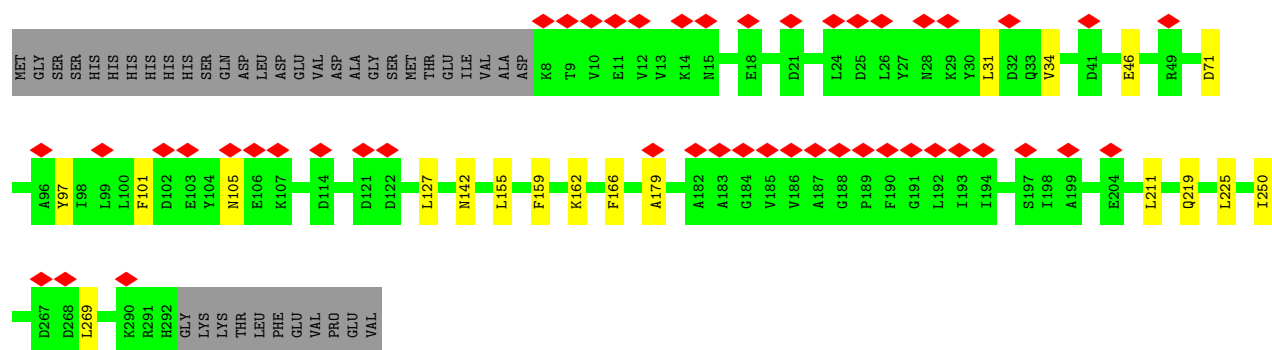 MET GLY SER SER HIS HIS HIS HIS HIS HIS SER GLN ASP LEU ASP GLU VAL ASP ALA GLY SER MET THR GLU ILE VAL ALA ASP K8 T9 V10 E11 V12 V13 K14 N15 E18 D21 L24 D25 L26 Y27 N28 K29 Y30 L31 D32 Q33 V34 D41 E46 R49 D71
A96 Y97 I98 L99 L100 F101 D102 E103 Y104 N105 E106 K107 D114 D121 D122 L127 N142 L155 F159 K162 F166 A179 A182 A183 G184 V185 V186 A187 G188 P189 F190 G191 L192 I193 I194 S197 I198 A199 E204 L211 Q219 L225 I250
D267 D268 L269 K290 R291 H292 GLY LYS LYS THR LEU PHE GLU VAL PRO GLU VAL